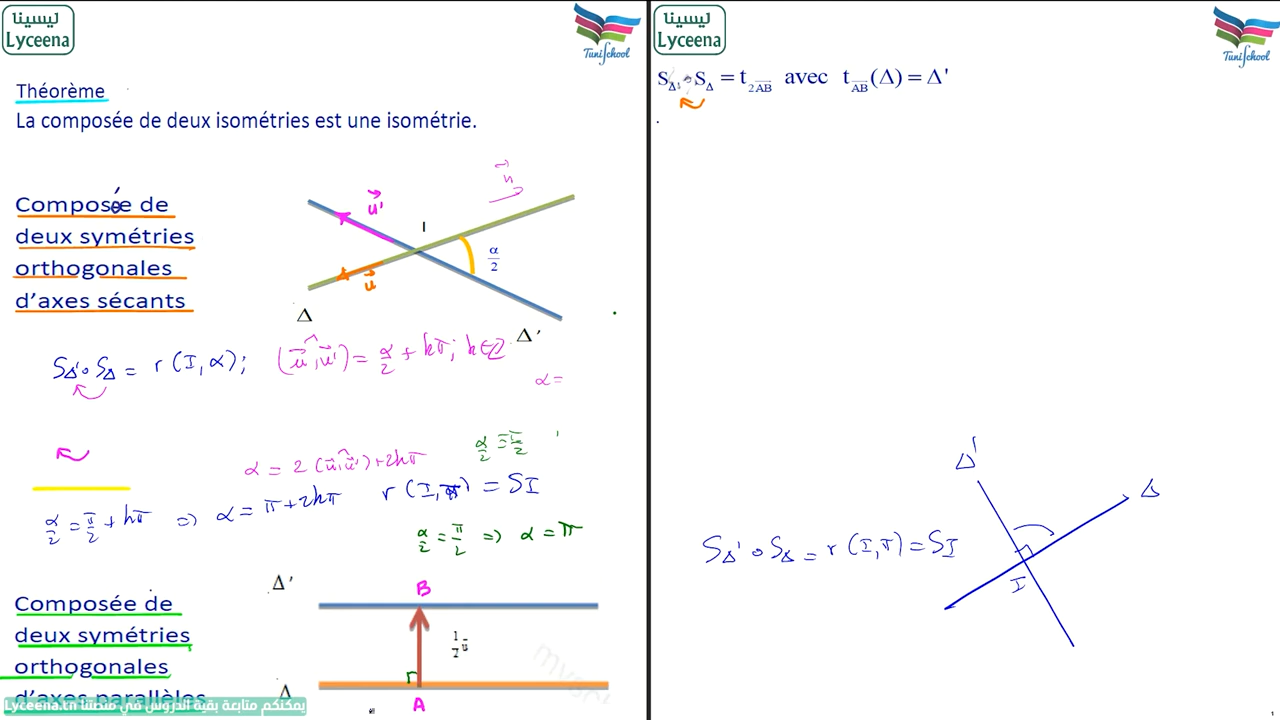 ليسينا
Lyceena
TuniSchool
Théorème
La composée de deux isométries est une isométrie.
Composée de
deux symétries
orthogonales
d'axes sécants
u'
u
n
I
α/2
Δ
Δ'
SΔ'∘SΔ = r(I,α); (u,u') = α/2 + kπ; k∈Z
α=
α = 2(u,u')+2kπ
α/2 = π/2
α/2 = π/2 + kπ => α = π+2kπ
r(I,π) = SI
α/2 = π/2 => α = π
Composée de
deux symétries
orthogonales
d'axes parallèles
Δ'
B
1/2 u
Δ
A
يمكنكم متابعة بقية الدروس في منصتنا Lyceena.tn
ليسينا
Lyceena
TuniSchool
SΔ'∘SΔ = t2AB avec tAB(Δ) = Δ'
Δ'
Δ
SΔ'∘SΔ = r(I,π) = SI
I
1